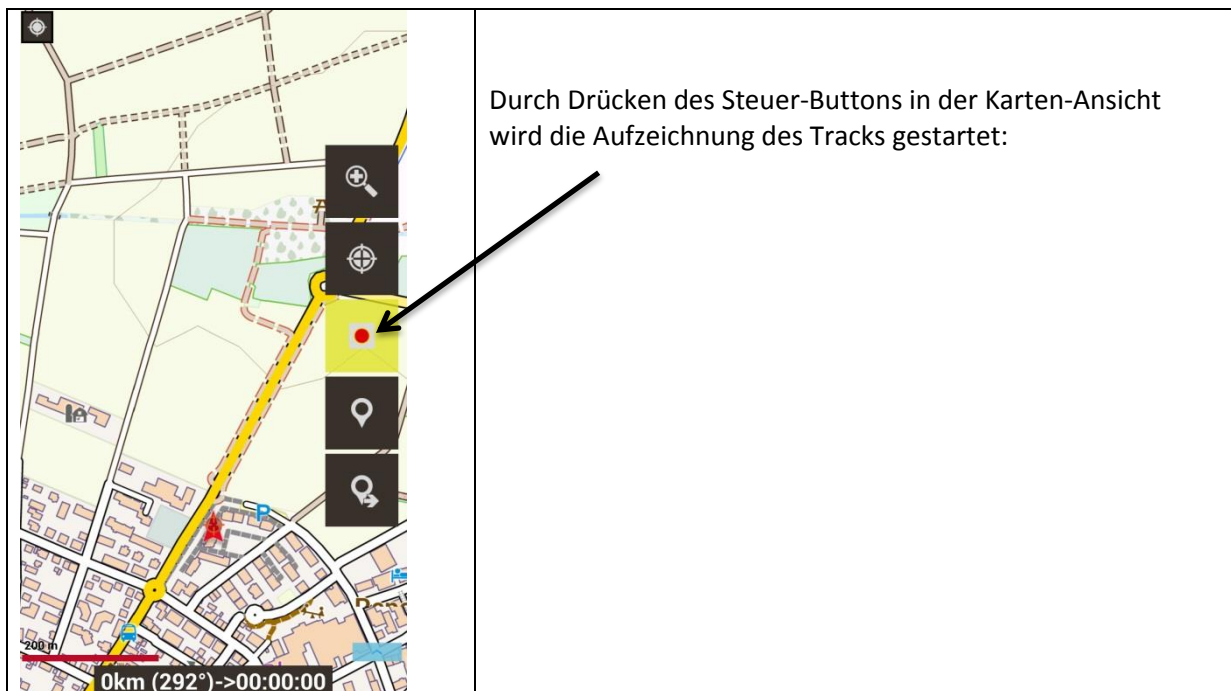 Durch Drücken des Steuer-Buttons in der Karten-Ansicht
wird die Aufzeichnung des Tracks gestartet:
P
200 m
0km (292°)->00:00:00